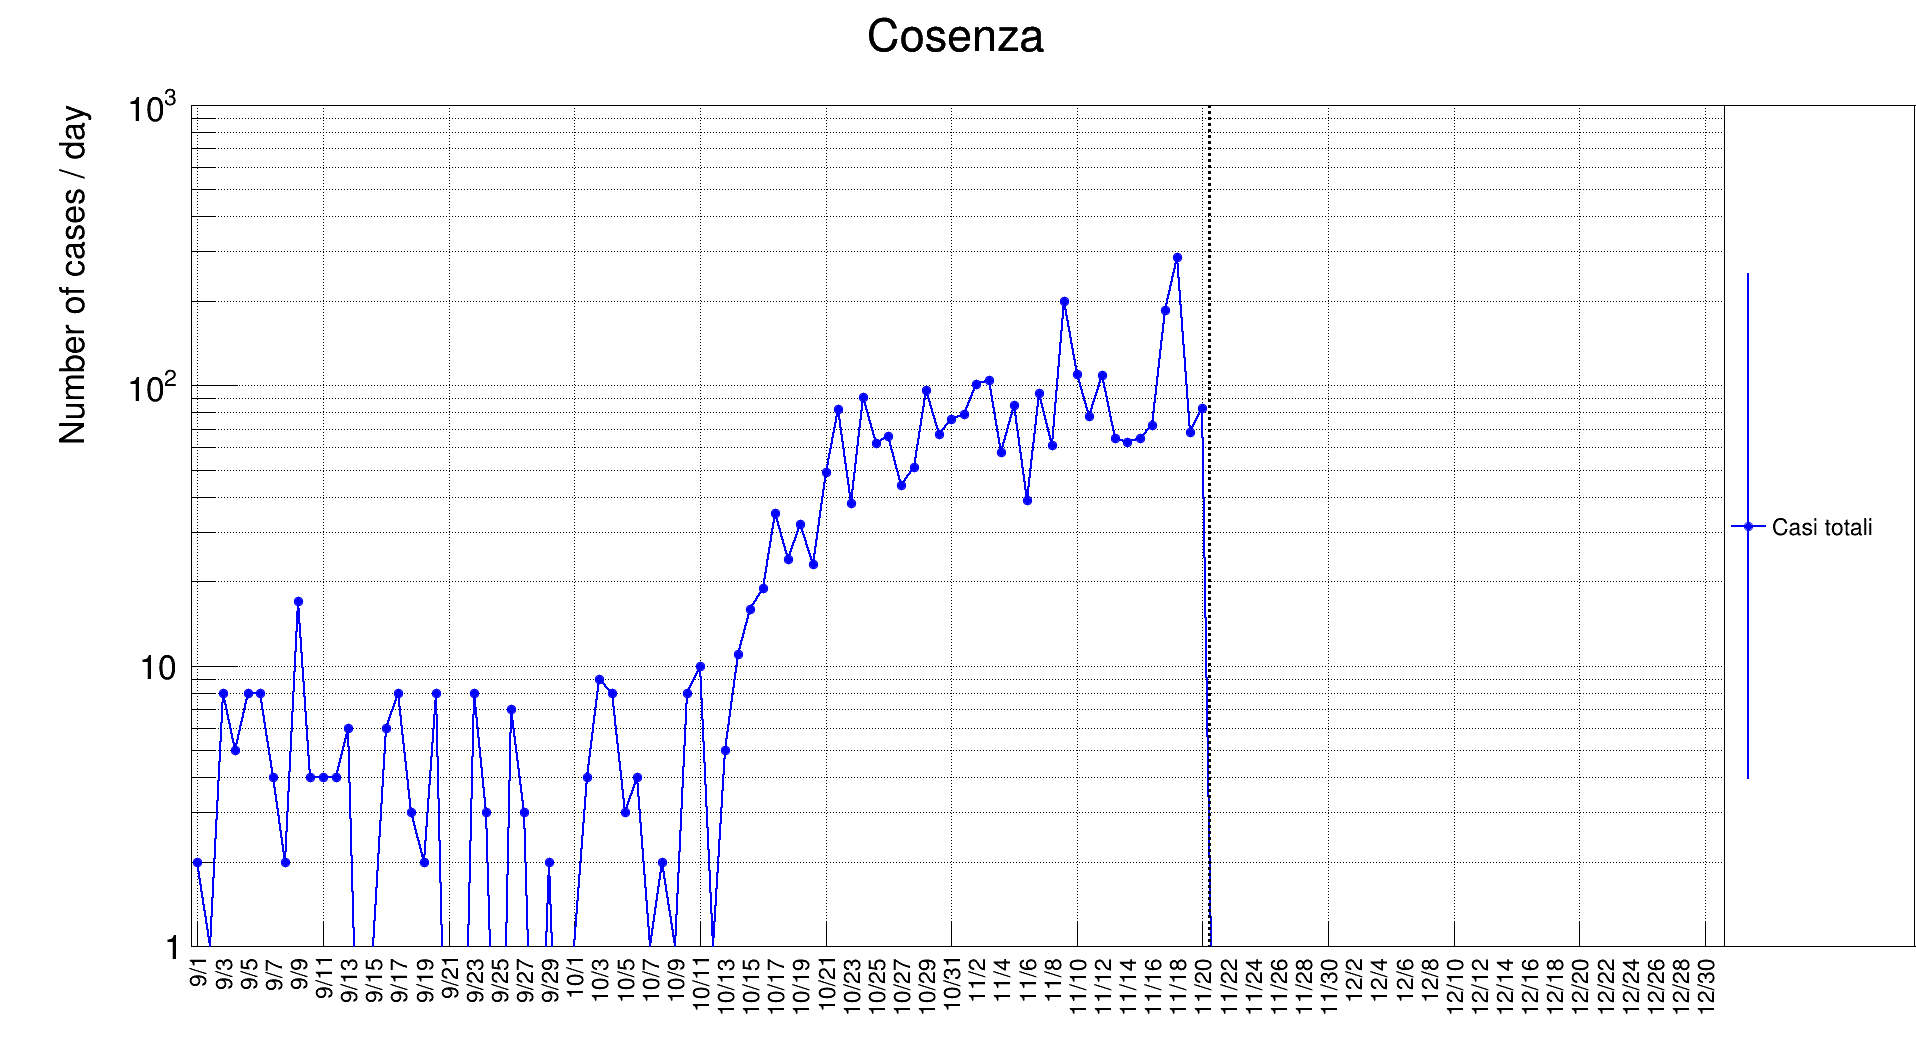 Cosenza
Number of cases / day
10³
10²
10
1
9/1 9/3 9/5 9/7 9/9 9/11 9/13 9/15 9/17 9/19 9/21 9/23 9/25 9/27 9/29 10/1 10/3 10/5 10/7 10/9 10/11 10/13 10/15 10/17 10/19 10/21 10/23 10/25 10/27 10/29 10/31 11/2 11/4 11/6 11/8 11/10 11/12 11/14 11/16 11/18 11/20 11/22 11/24 11/26 11/28 11/30 12/2 12/4 12/6 12/8 12/10 12/12 12/14 12/16 12/18 12/20 12/22 12/24 12/26 12/28 12/30
Casi totali